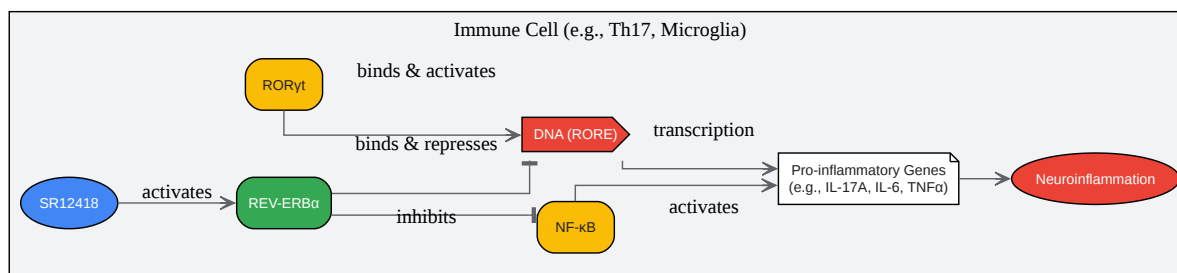 Immune Cell (e.g., Th17, Microglia)
RORγt
binds & activates
binds & represses
DNA (RORE)
transcription
SR12418
activates
REV-ERBα
inhibits
NF-κB
activates
Pro-inflammatory Genes
(e.g., IL-17A, IL-6, TNFα)
Neuroinflammation